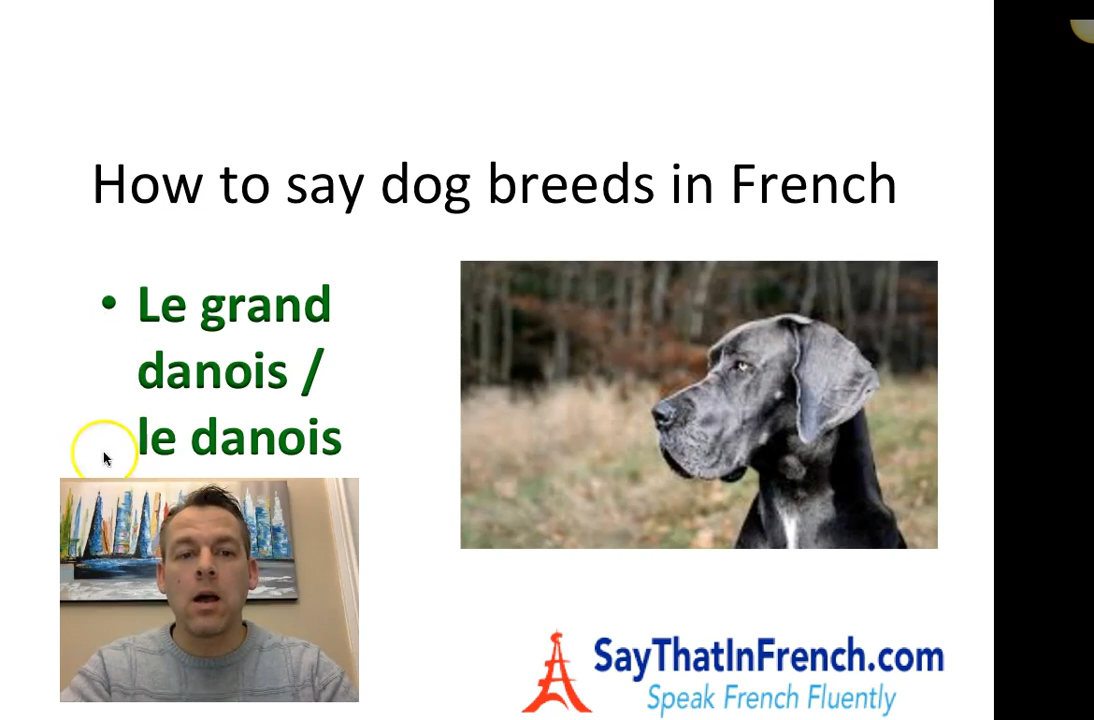 How to say dog breeds in French
• Le grand
danois /
le danois
SayThatInFrench.com
Speak French Fluently